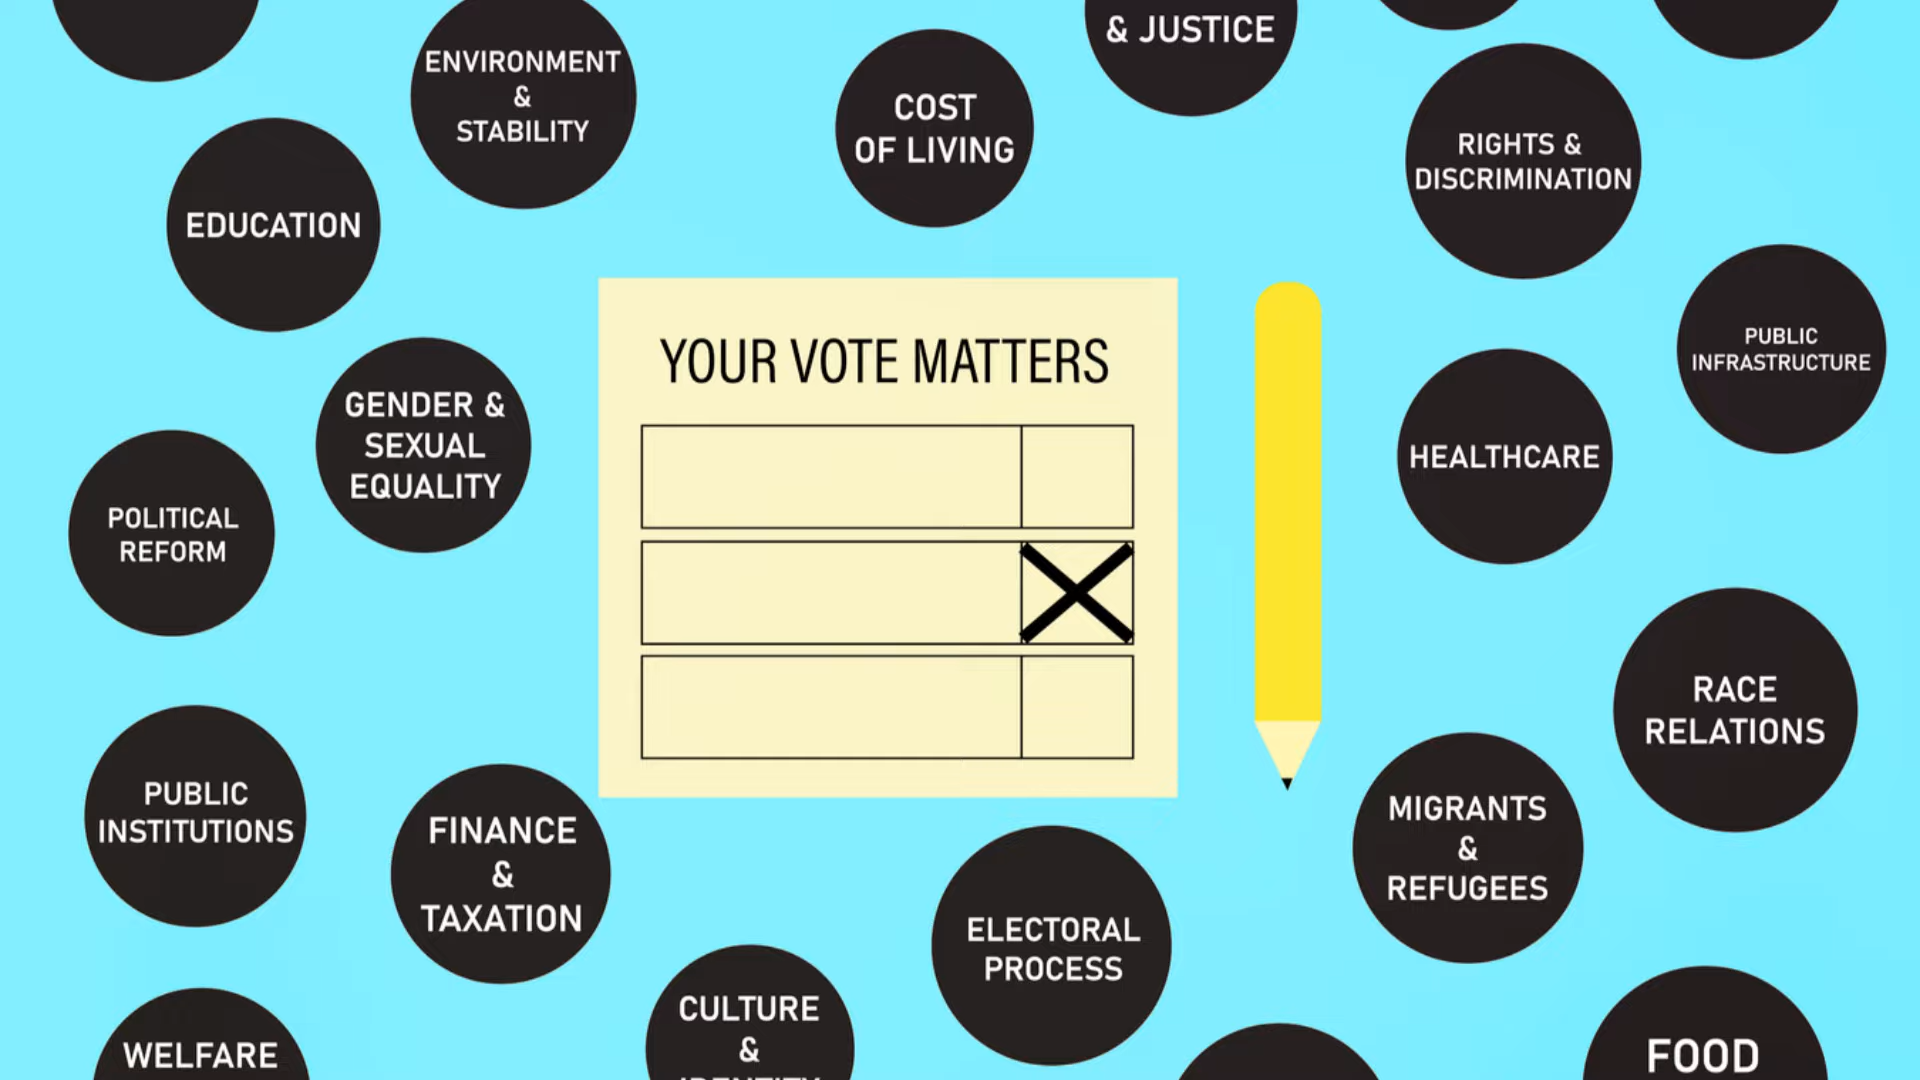 & JUSTICE
ENVIRONMENT
&
STABILITY
COST
OF LIVING
RIGHTS &
DISCRIMINATION
EDUCATION
PUBLIC
INFRASTRUCTURE
YOUR VOTE MATTERS
GENDER &
SEXUAL
EQUALITY
HEALTHCARE
POLITICAL
REFORM
RACE
RELATIONS
PUBLIC
INSTITUTIONS
FINANCE
&
TAXATION
MIGRANTS
&
REFUGEES
ELECTORAL
PROCESS
CULTURE
&
WELFARE
FOOD